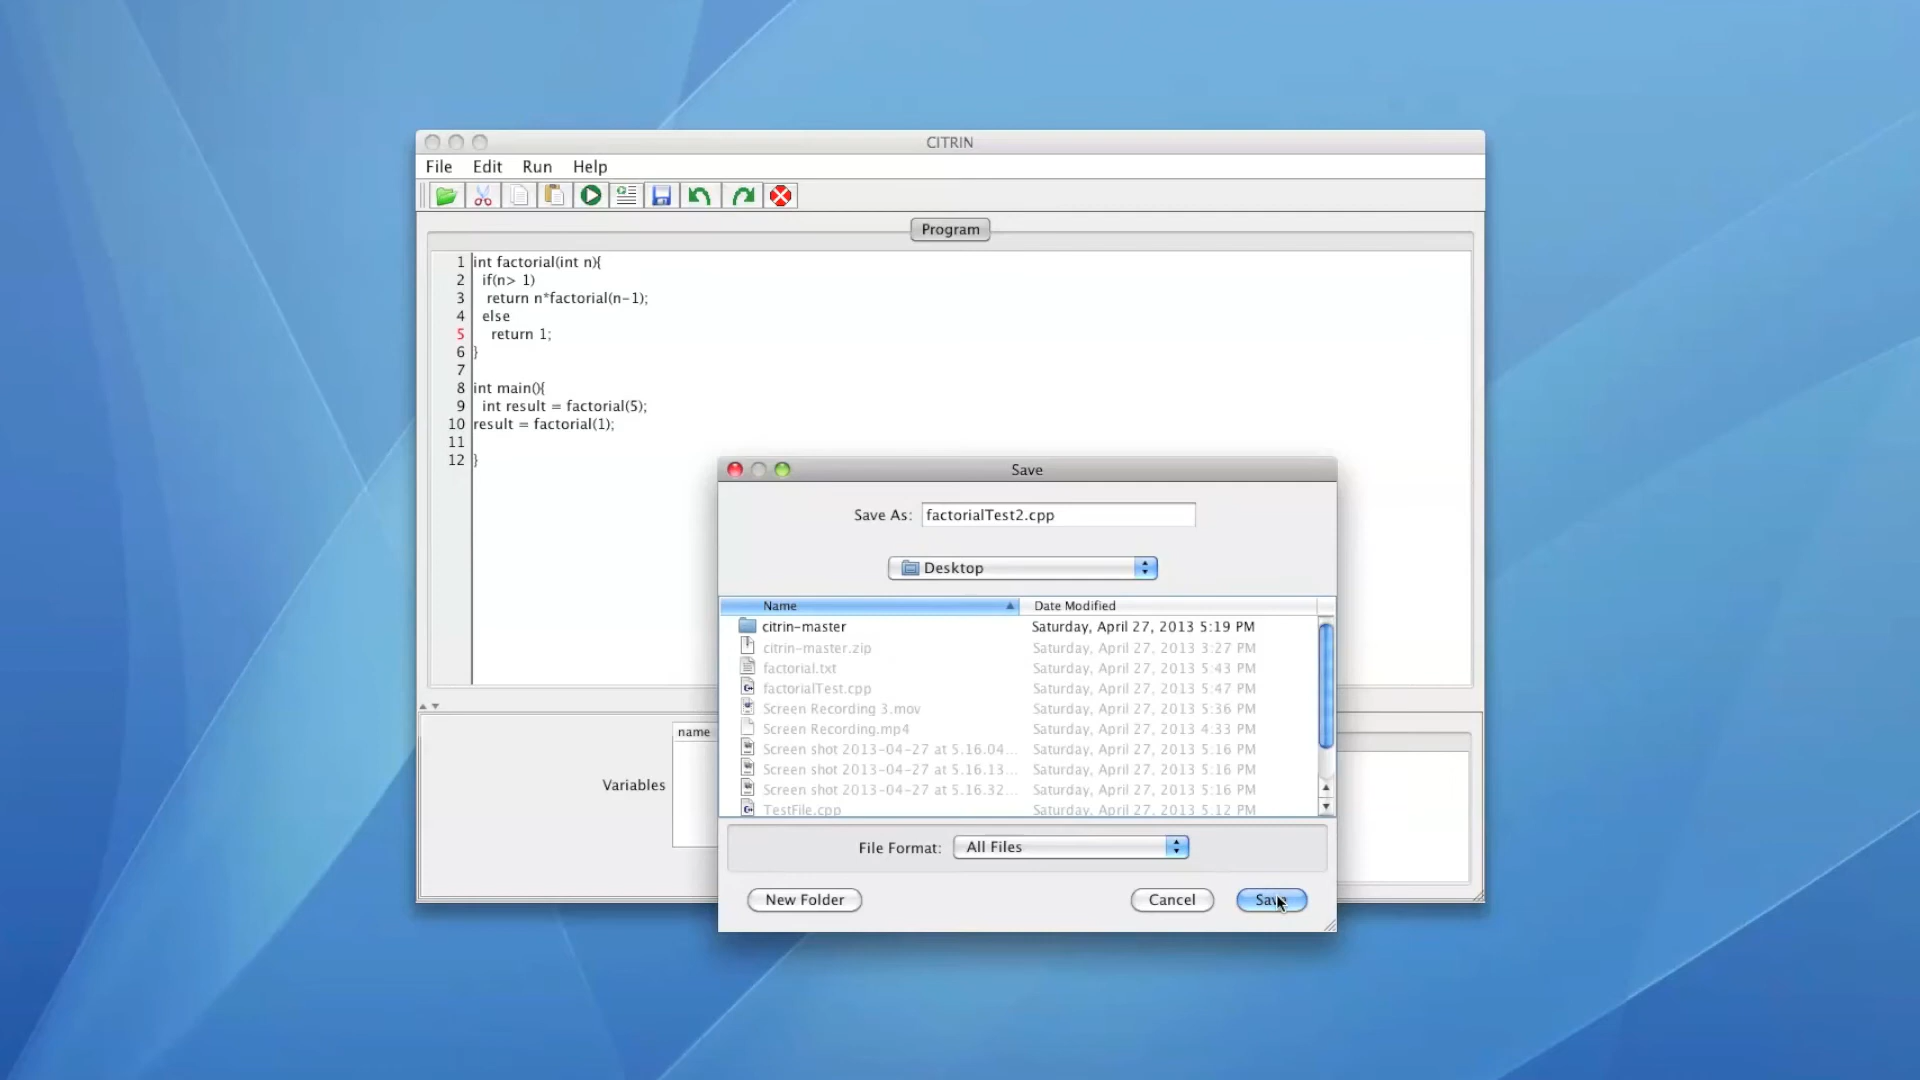 CITRIN
File Edit Run Help
Program
1 int factorial(int n){
2 if(n> 1)
3 return n*factorial(n-1);
4 else
5 return 1;
6 }
7
8 int main(){
9 int result = factorial(5);
10 result = factorial(1);
11
12 }
Save
Save As: factorialTest2.cpp
Desktop
Name Date Modified
citrin-master Saturday, April 27, 2013 5:19 PM
citrin-master.zip Saturday, April 27, 2013 3:27 PM
factorial.txt Saturday, April 27, 2013 5:43 PM
factorialTest.cpp Saturday, April 27, 2013 5:47 PM
Screen Recording 3.mov Saturday, April 27, 2013 5:36 PM
Screen Recording.mp4 Saturday, April 27, 2013 4:33 PM
Screen shot 2013-04-27 at 5.16.04... Saturday, April 27, 2013 5:16 PM
Screen shot 2013-04-27 at 5.16.13... Saturday, April 27, 2013 5:16 PM
Screen shot 2013-04-27 at 5.16.32... Saturday, April 27, 2013 5:16 PM
TestFile.cpp Saturday, April 27, 2013 5:12 PM
name
Variables
File Format: All Files
New Folder Cancel Save